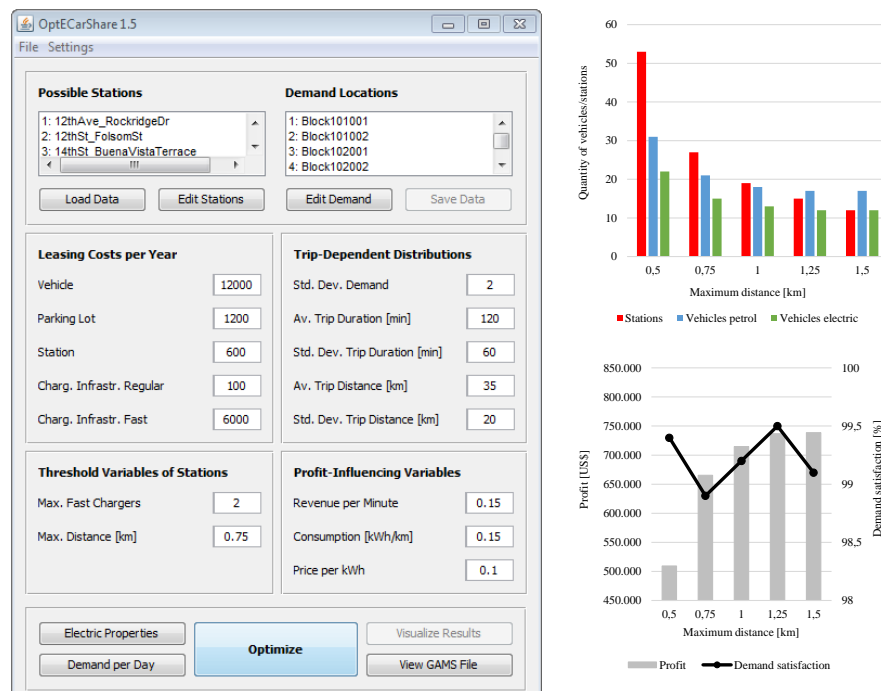 OptECarShare 1.5
File Settings
Possible Stations
1: 12thAve_RockridgeDr
2: 12thSt_FolsomSt
3: 14thSt_BuenaVistaTerrace
Demand Locations
1: Block101001
2: Block101002
3: Block102001
4: Block102002
Load Data Edit Stations Edit Demand Save Data
Leasing Costs per Year
Vehicle 12000
Parking Lot 1200
Station 600
Charg. Infrastr. Regular 100
Charg. Infrastr. Fast 6000
Trip-Dependent Distributions
Std. Dev. Demand 2
Av. Trip Duration [min] 120
Std. Dev. Trip Duration [min] 60
Av. Trip Distance [km] 35
Std. Dev. Trip Distance [km] 20
Threshold Variables of Stations
Max. Fast Chargers 2
Max. Distance [km] 0.75
Profit-Influencing Variables
Revenue per Minute 0.15
Consumption [kWh/km] 0.15
Price per kWh 0.1
Electric Properties
Demand per Day
Optimize
Visualize Results
View GAMS File
Quantity of vehicles/stations
60
50
40
30
20
10
0
0,5 0,75 1 1,25 1,5
Maximum distance [km]
Stations Vehicles petrol Vehicles electric
Profit [US$]
850.000
800.000
750.000
700.000
650.000
600.000
550.000
500.000
450.000
100
99,5
99
98,5
98
Demand satisfaction [%]
0,5 0,75 1 1,25 1,5
Maximum distance [km]
Profit Demand satisfaction